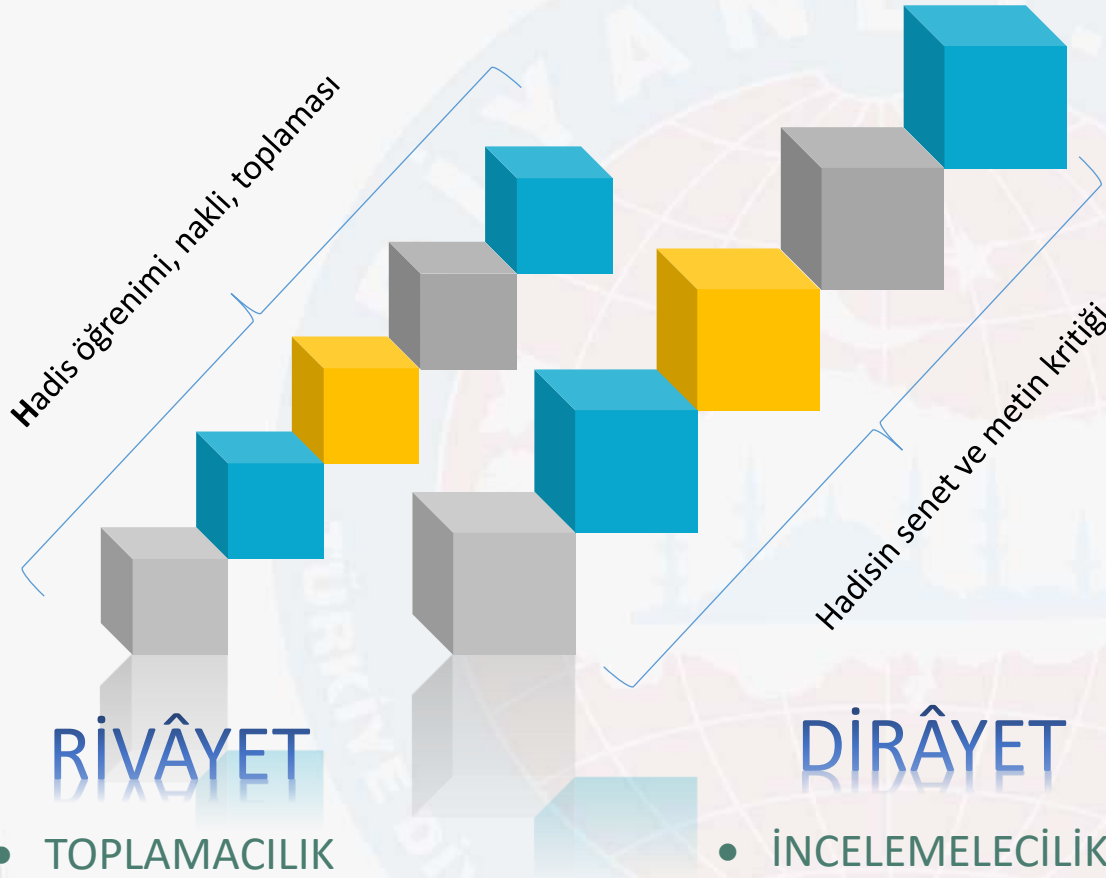 Hadis öğrenimi, nakli, toplaması
Hadisin senet ve metin kritiği
RİVÂYET
DİRÂYET
• TOPLAMACILIK
• İNCELEMELECİLİK